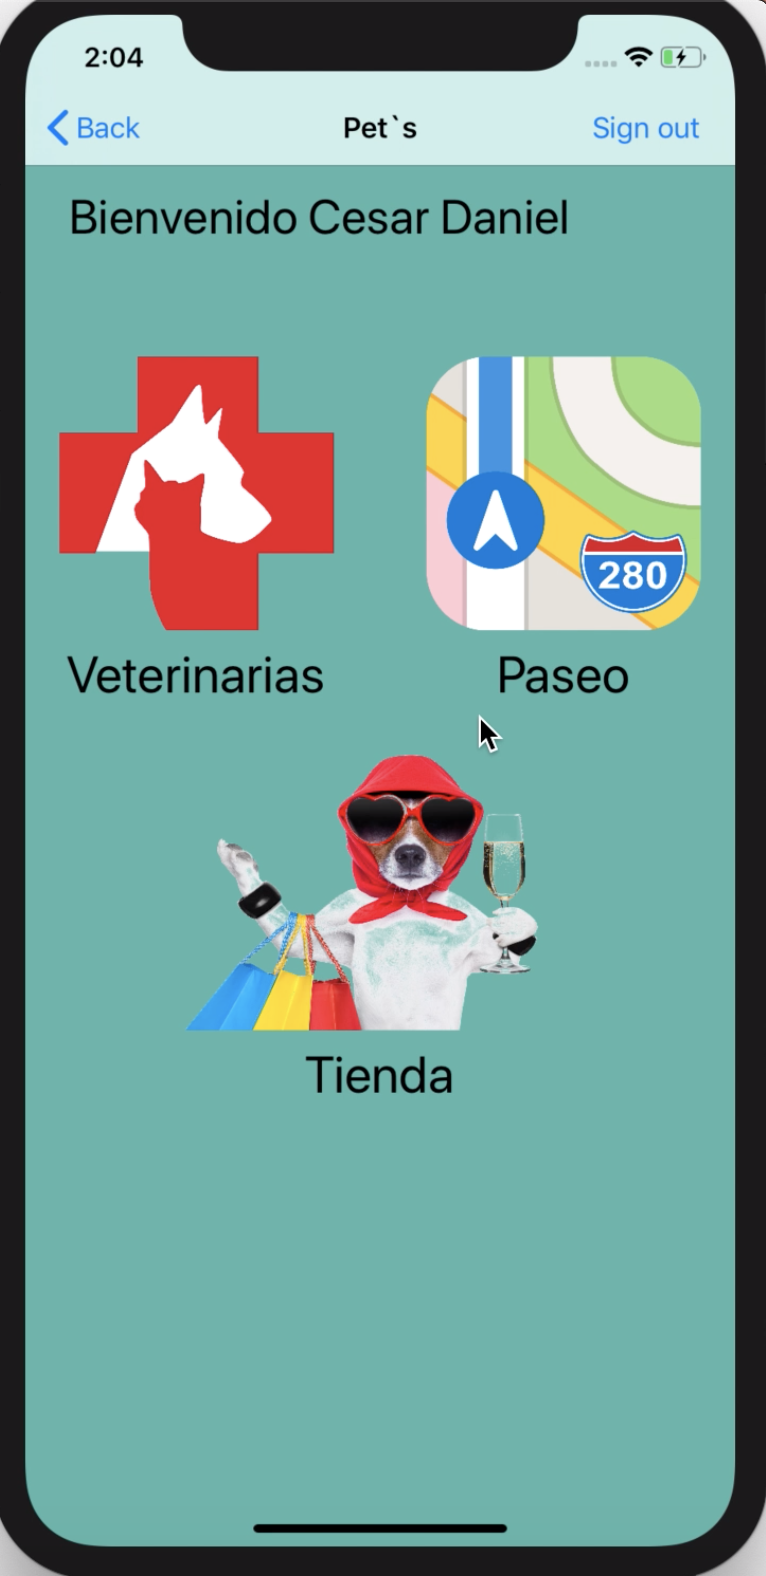 2:04
Back Pet`s Sign out
Bienvenido Cesar Daniel
280
Veterinarias Paseo
Tienda